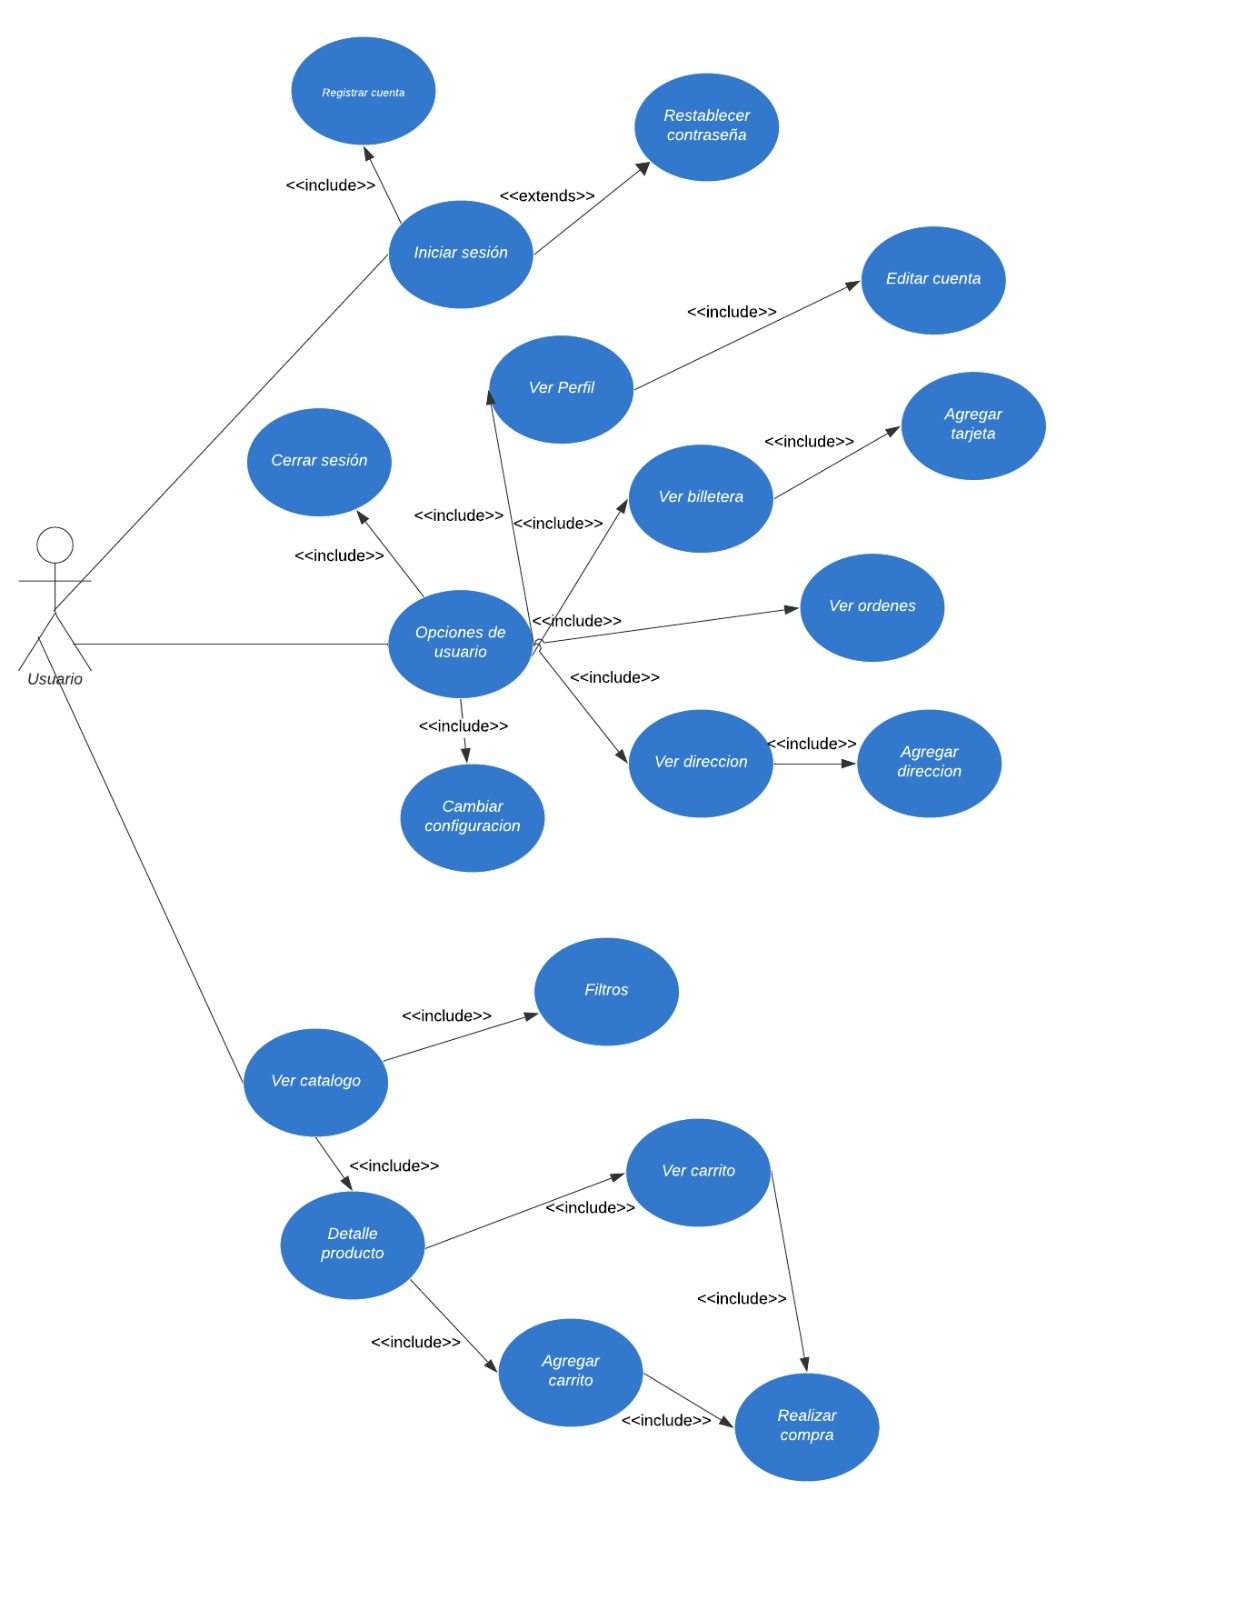 Registrar cuenta
Restablecer
contraseña
<<include>>
<<extends>>
Iniciar sesión
Editar cuenta
<<include>>
Ver Perfil
Agregar
tarjeta
<<include>>
Cerrar sesión
Ver billetera
<<include>>
<<include>>
<<include>>
Ver ordenes
<<include>>
Opciones de
usuario
Usuario
<<include>>
<<include>>
Ver direccion
<<include>>
Agregar
direccion
Cambiar
configuracion
Filtros
<<include>>
Ver catalogo
<<include>>
Ver carrito
<<include>>
Detalle
producto
<<include>>
<<include>>
Agregar
carrito
<<include>>
Realizar
compra